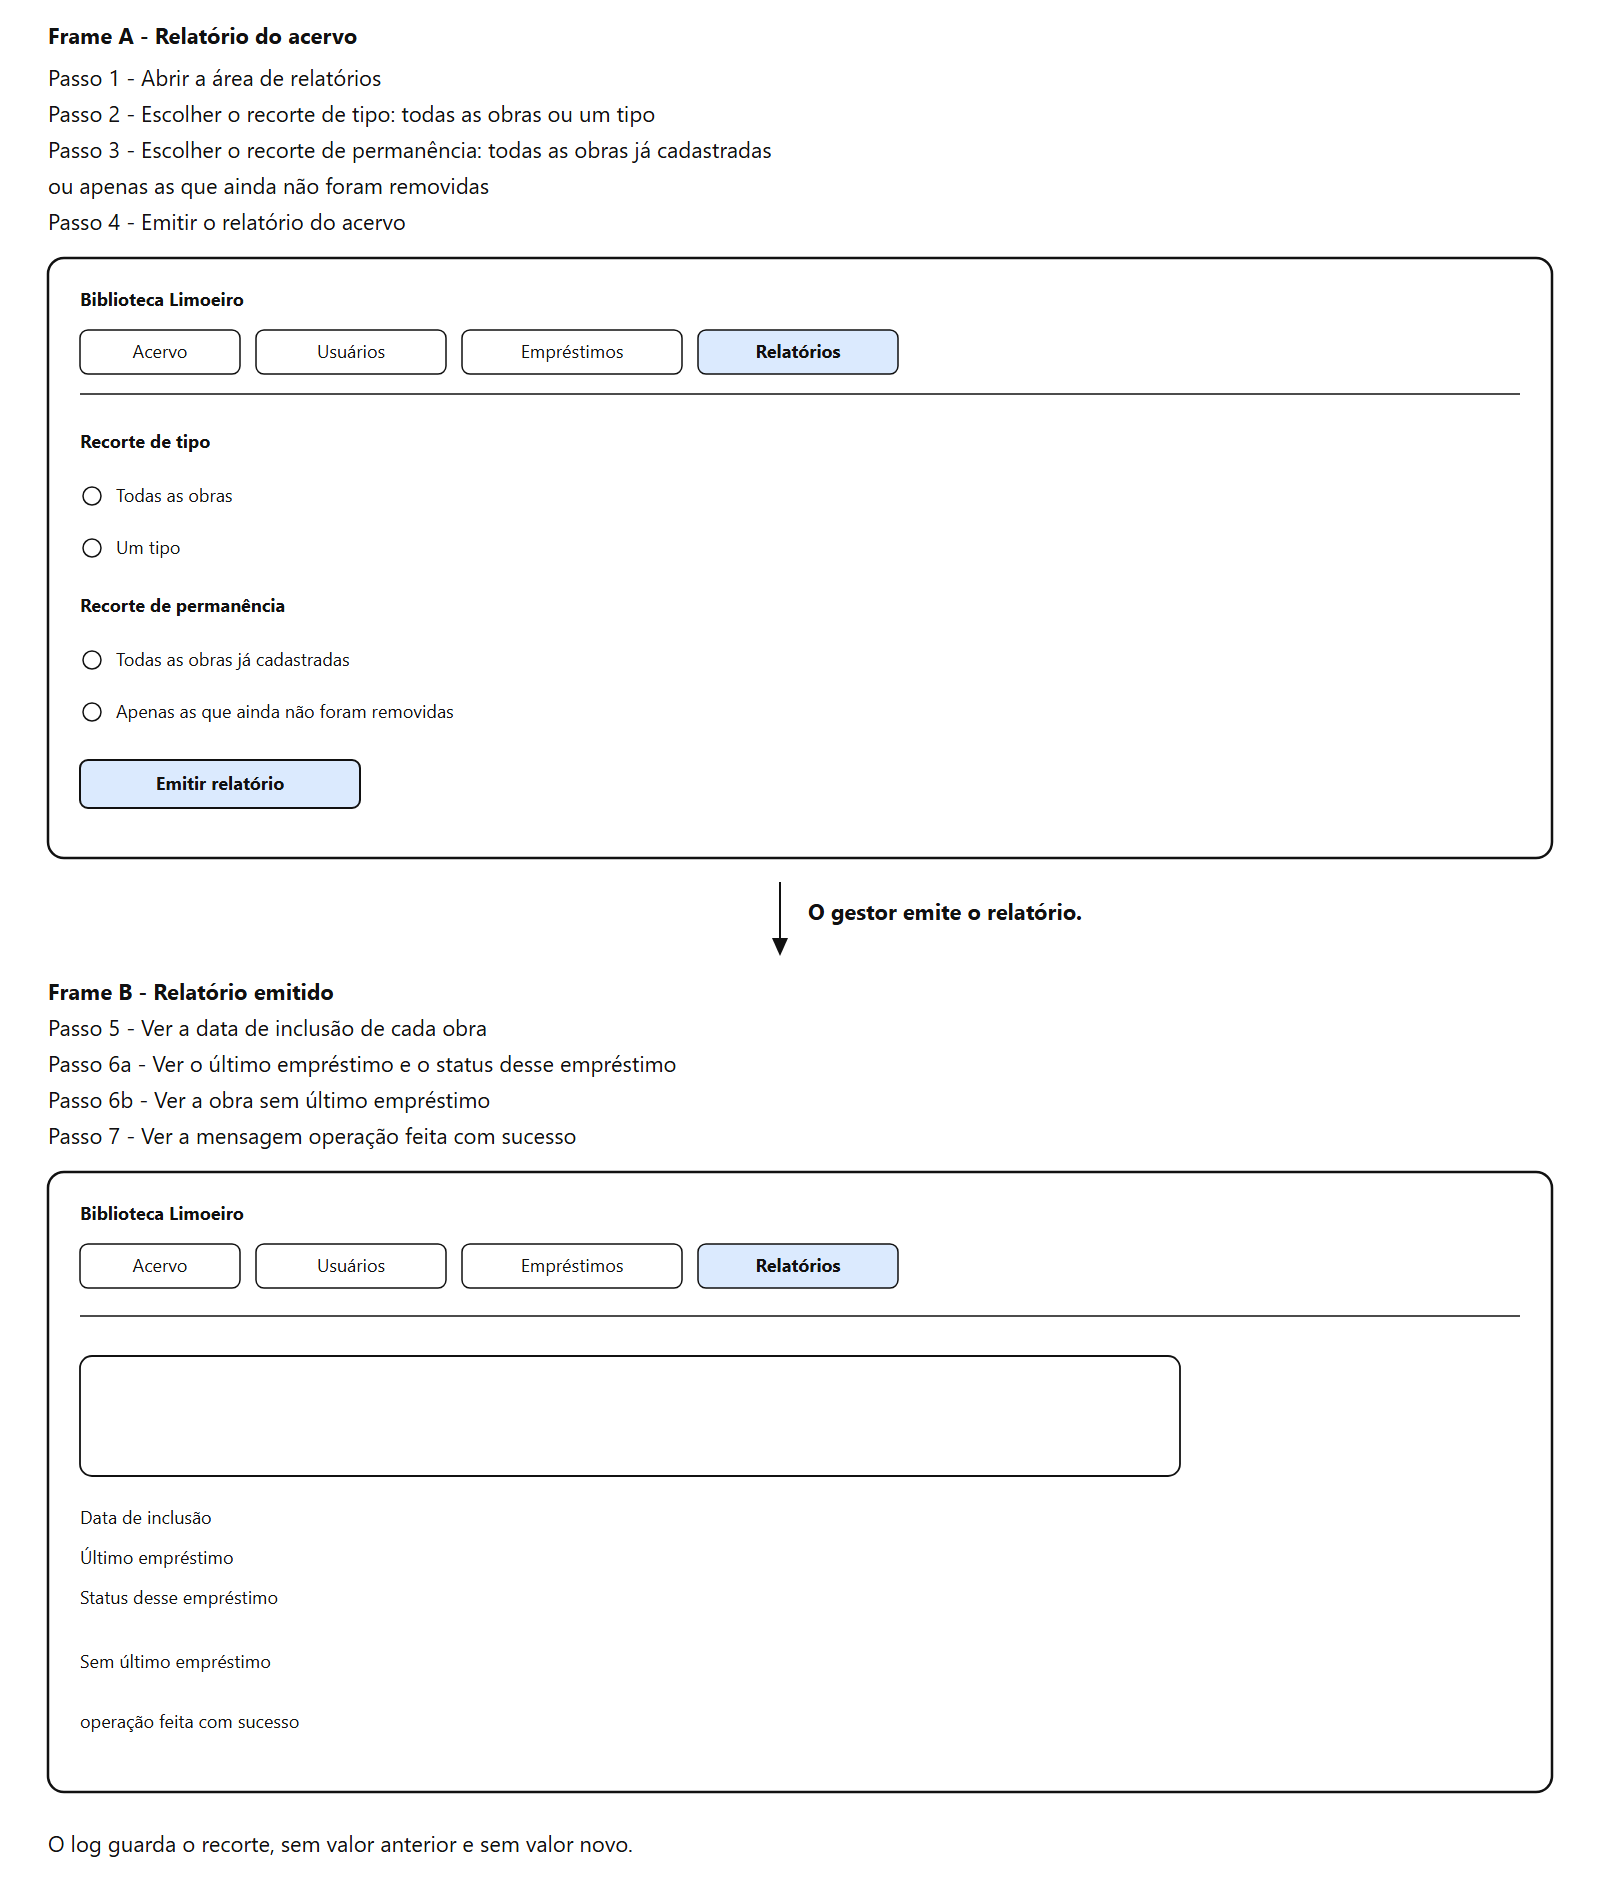 Frame A - Relatório do acervo
Passo 1 - Abrir a área de relatórios
Passo 2 - Escolher o recorte de tipo: todas as obras ou um tipo
Passo 3 - Escolher o recorte de permanência: todas as obras já cadastradas
ou apenas as que ainda não foram removidas
Passo 4 - Emitir o relatório do acervo
Biblioteca Limoeiro
Acervo
Usuários
Empréstimos
Relatórios
Recorte de tipo
Todas as obras
Um tipo
Recorte de permanência
Todas as obras já cadastradas
Apenas as que ainda não foram removidas
Emitir relatório
O gestor emite o relatório.
Frame B - Relatório emitido
Passo 5 - Ver a data de inclusão de cada obra
Passo 6a - Ver o último empréstimo e o status desse empréstimo
Passo 6b - Ver a obra sem último empréstimo
Passo 7 - Ver a mensagem operação feita com sucesso
Biblioteca Limoeiro
Acervo
Usuários
Empréstimos
Relatórios
Data de inclusão
Último empréstimo
Status desse empréstimo
Sem último empréstimo
operação feita com sucesso
O log guarda o recorte, sem valor anterior e sem valor novo.